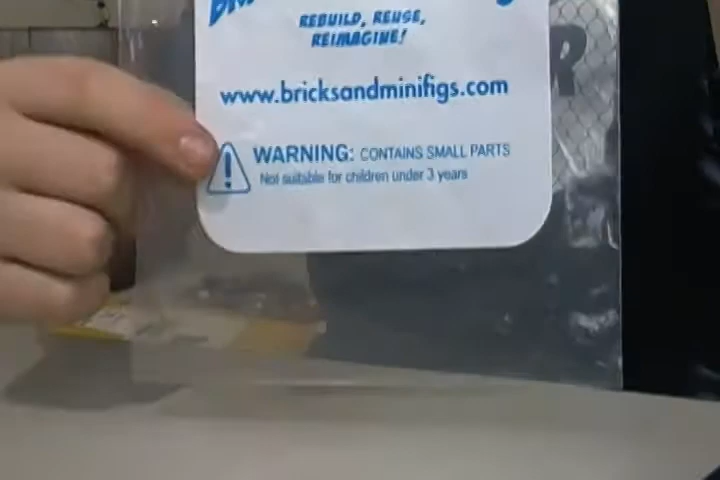 REBUILD, REUSE,
REIMAGINE!
www.bricksandminifigs.com
WARNING: CONTAINS SMALL PARTS
Not suitable for children under 3 years